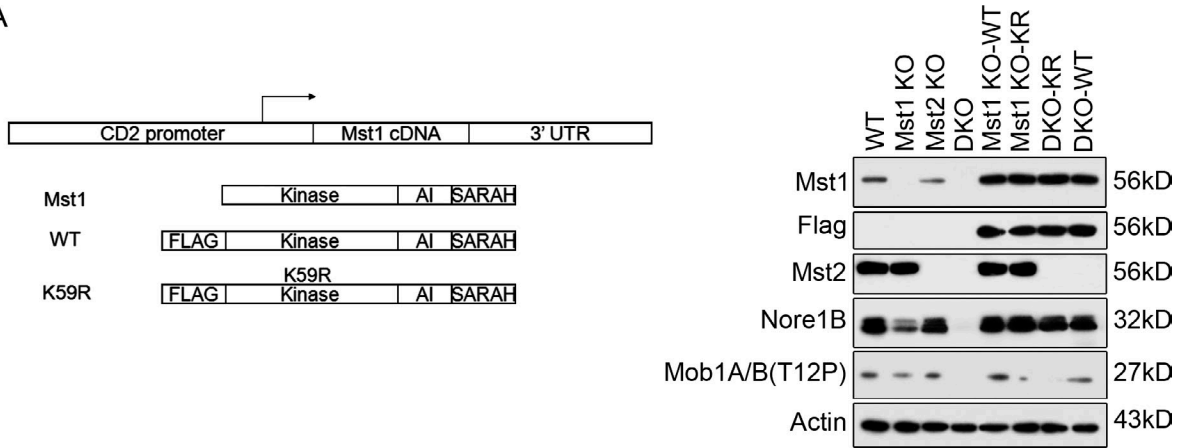 A
CD2 promoter Mst1 cDNA 3' UTR
Mst1 Kinase AI SARAH
WT FLAG Kinase AI SARAH
K59R
K59R FLAG Kinase AI SARAH
WT
Mst1 KO
Mst2 KO
DKO
Mst1 KO-WT
Mst1 KO-KR
DKO-KR
DKO-WT
Mst1 56kD
Flag 56kD
Mst2 56kD
Nore1B 32kD
Mob1A/B(T12P) 27kD
Actin 43kD